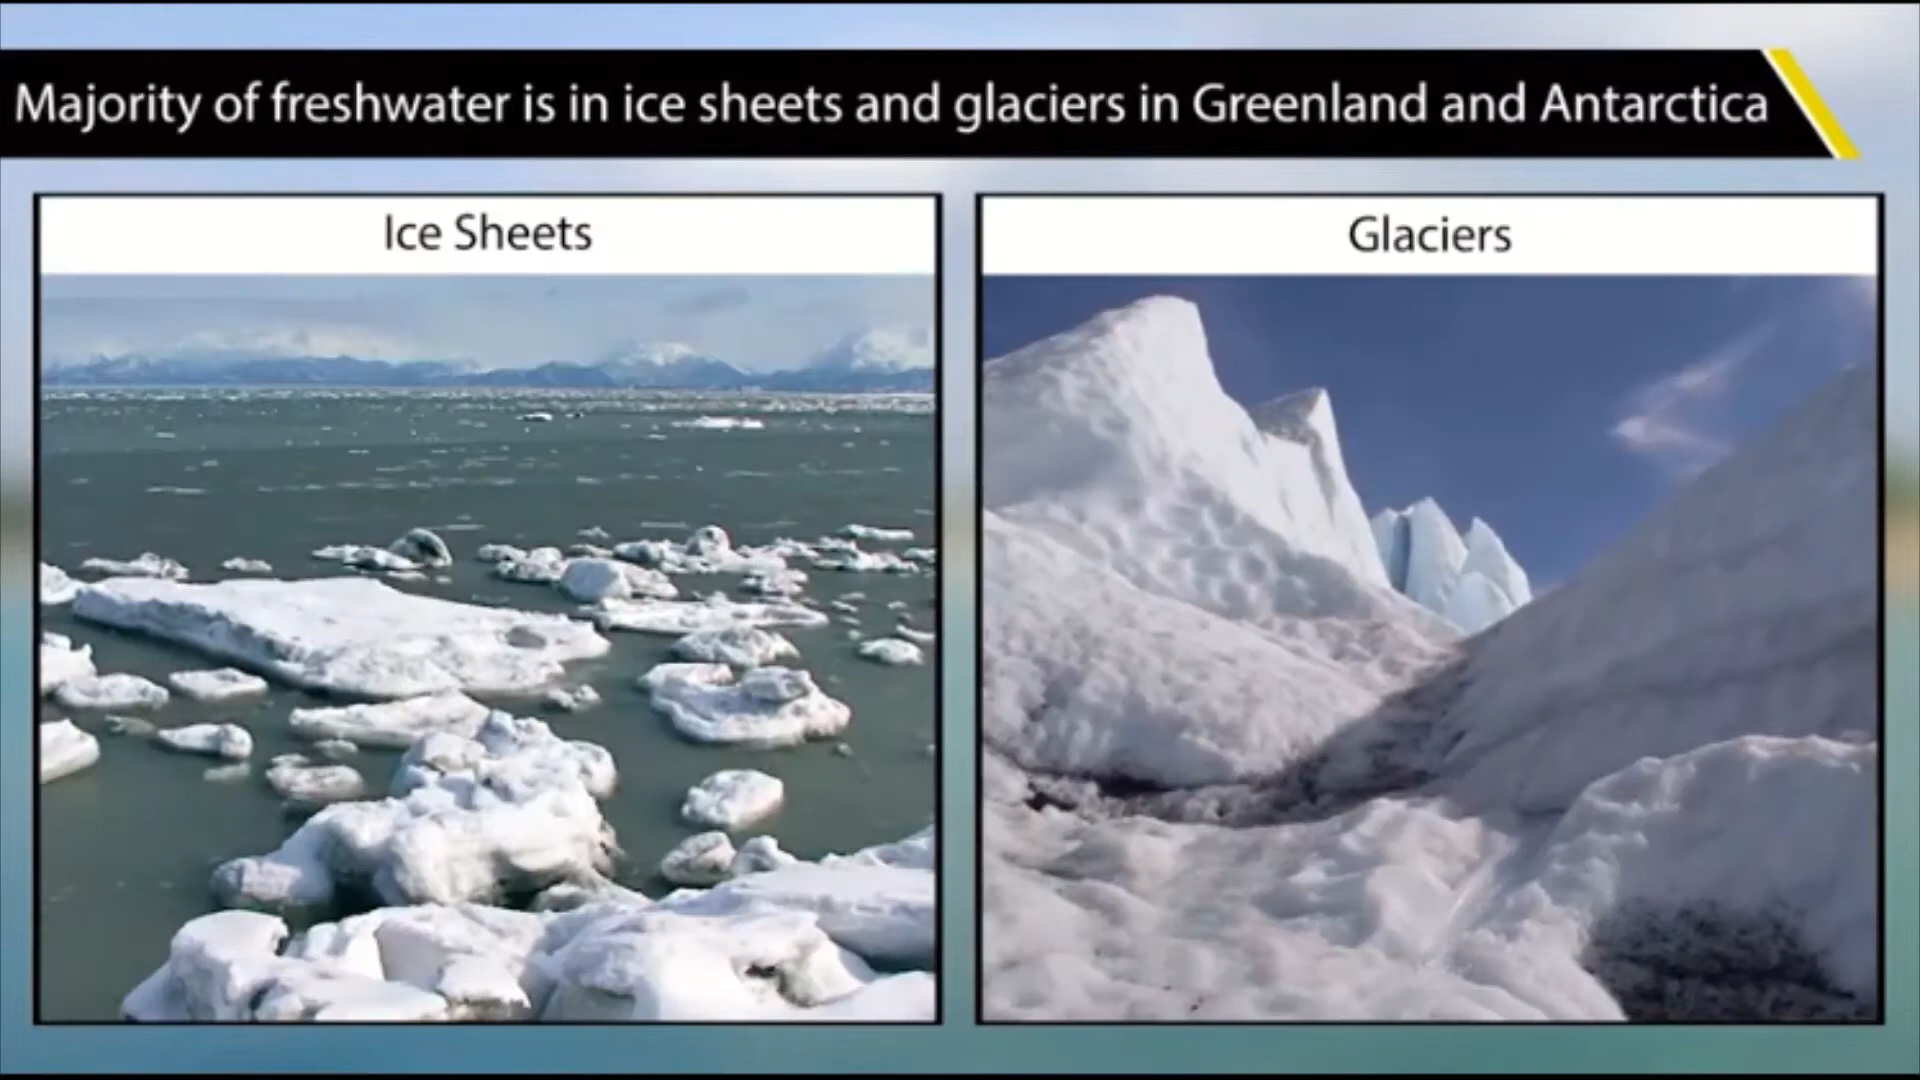 Majority of freshwater is in ice sheets and glaciers in Greenland and Antarctica
Ice Sheets
Glaciers